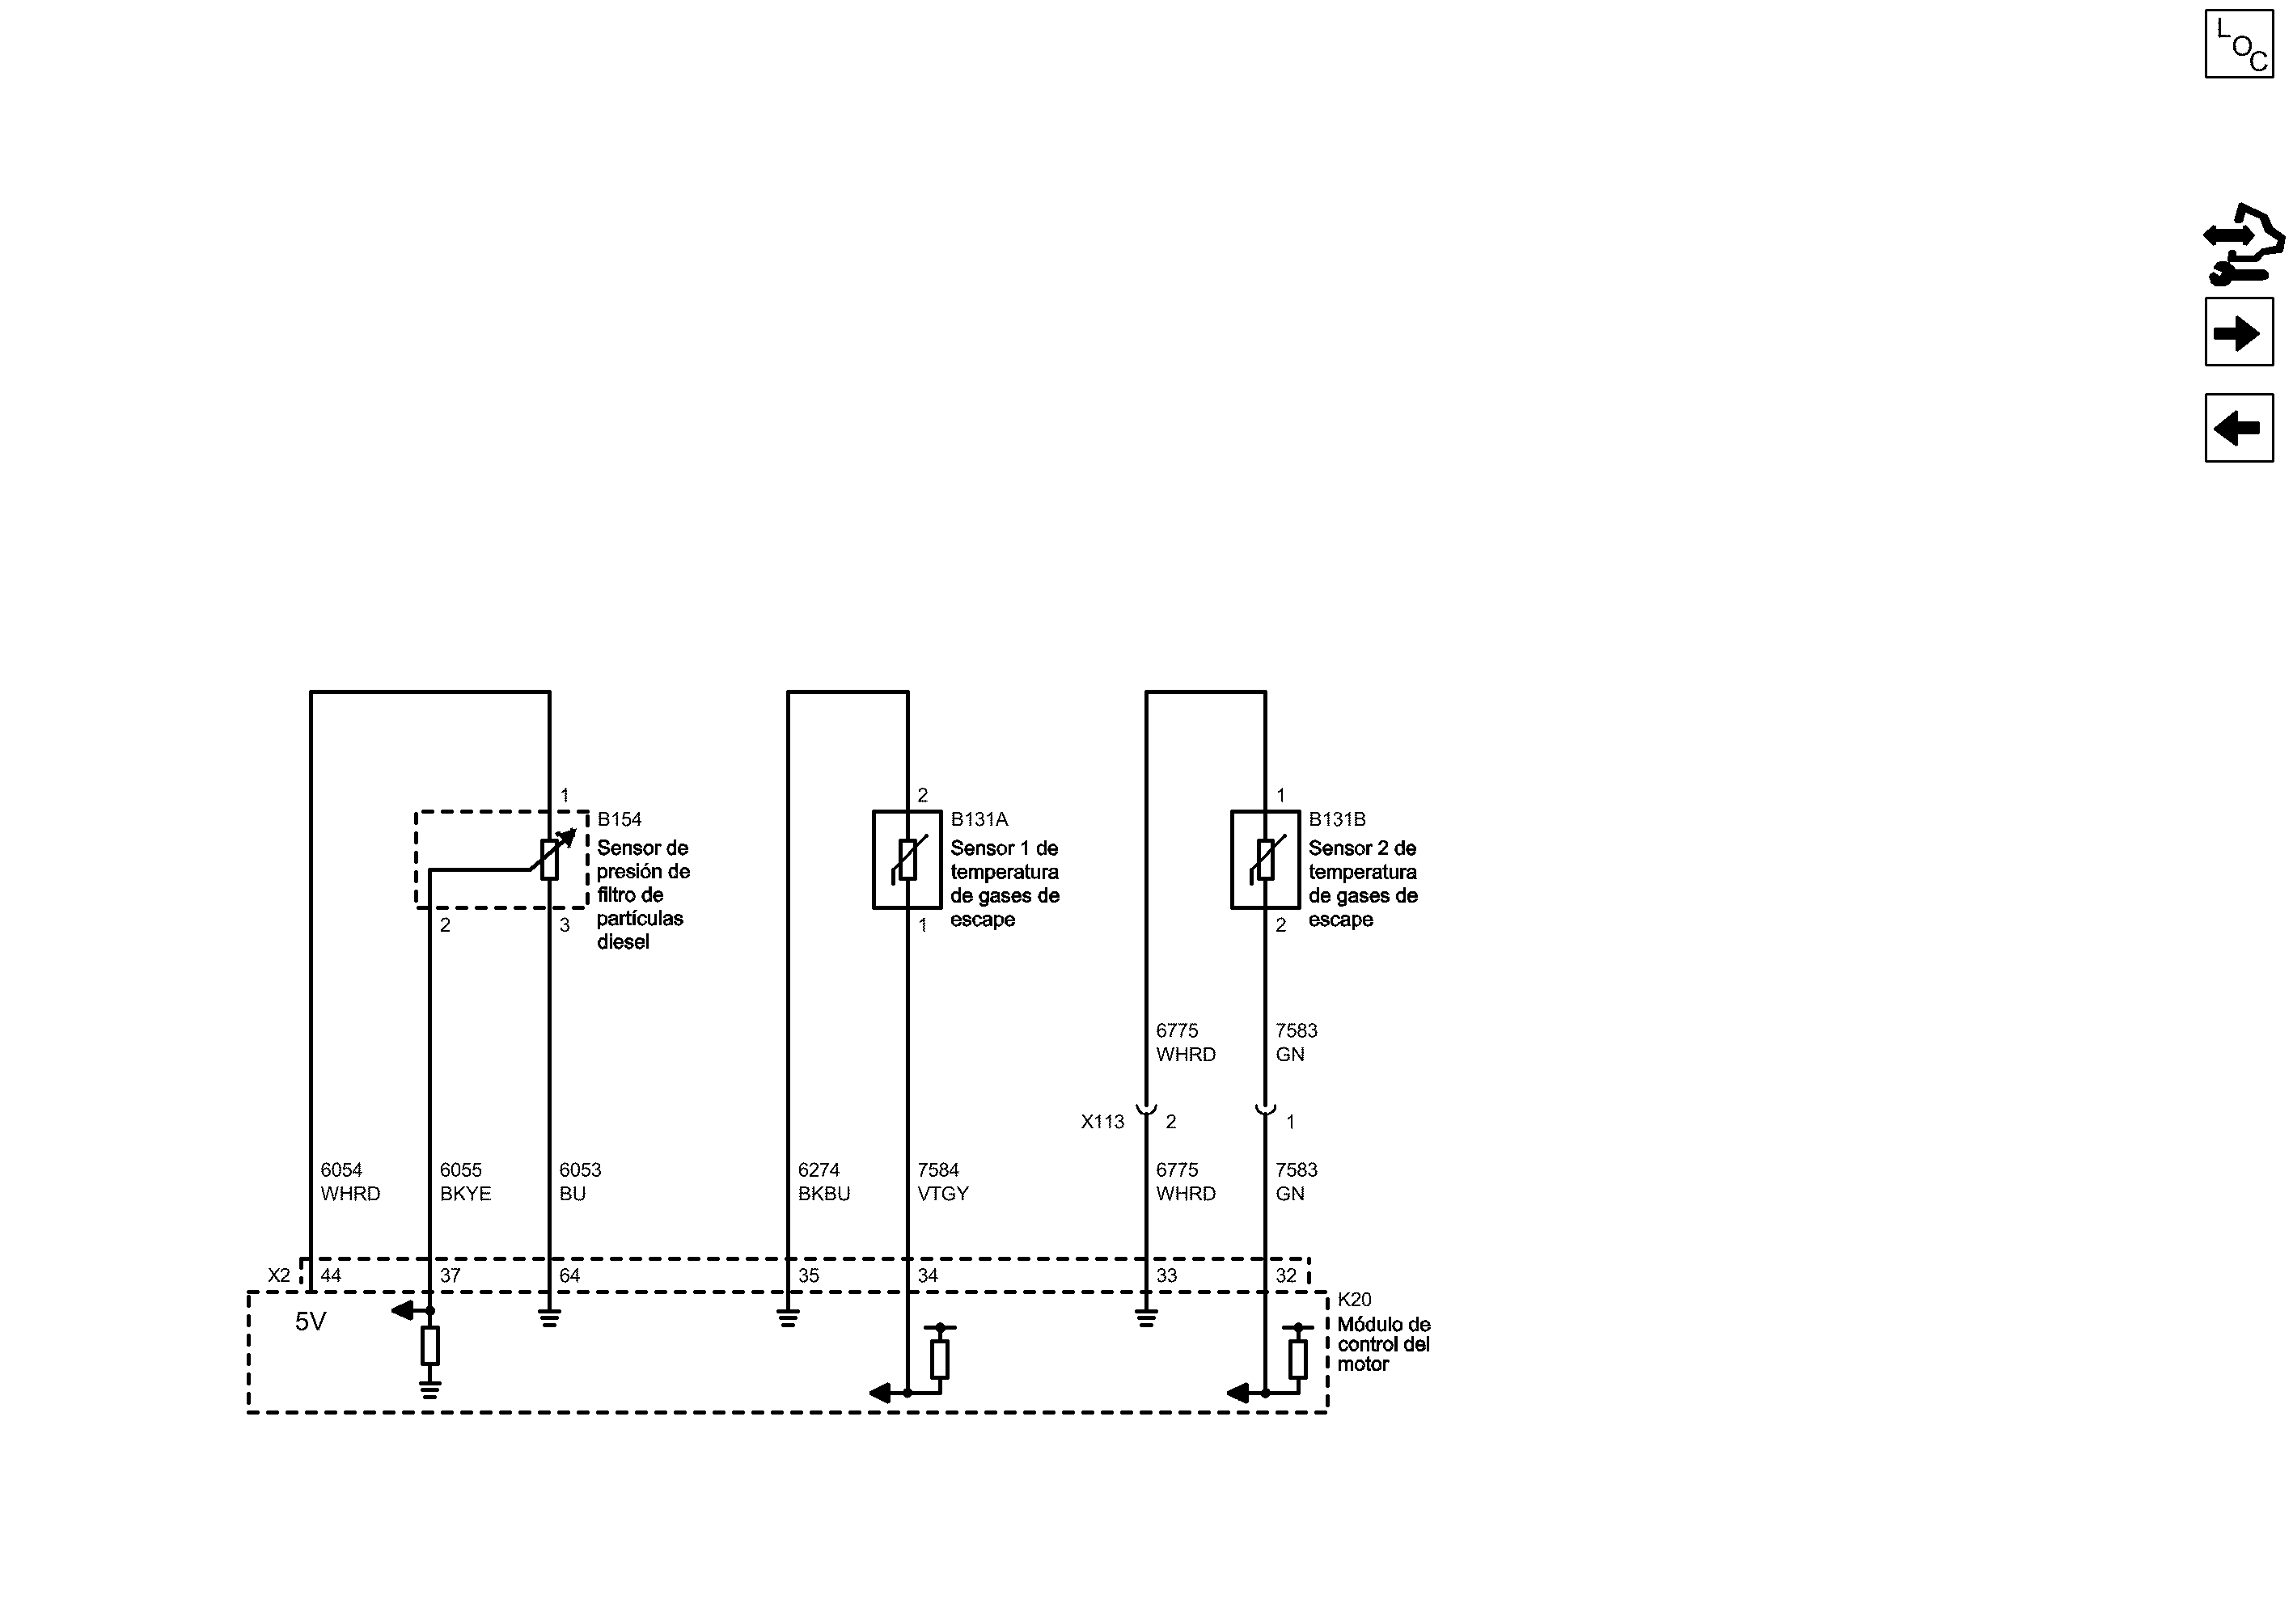 LOC
1
B154
Sensor de
presión de
filtro de
partículas
diesel
2
3
2
B131A
Sensor 1 de
temperatura
de gases de
escape
1
1
B131B
Sensor 2 de
temperatura
de gases de
escape
2
6775
WHRD
7583
GN
X113
2
1
6054
WHRD
6055
BKYE
6053
BU
6274
BKBU
7584
VTGY
6775
WHRD
7583
GN
X2
44
37
64
35
34
33
32
5V
K20
Módulo de
control del
motor